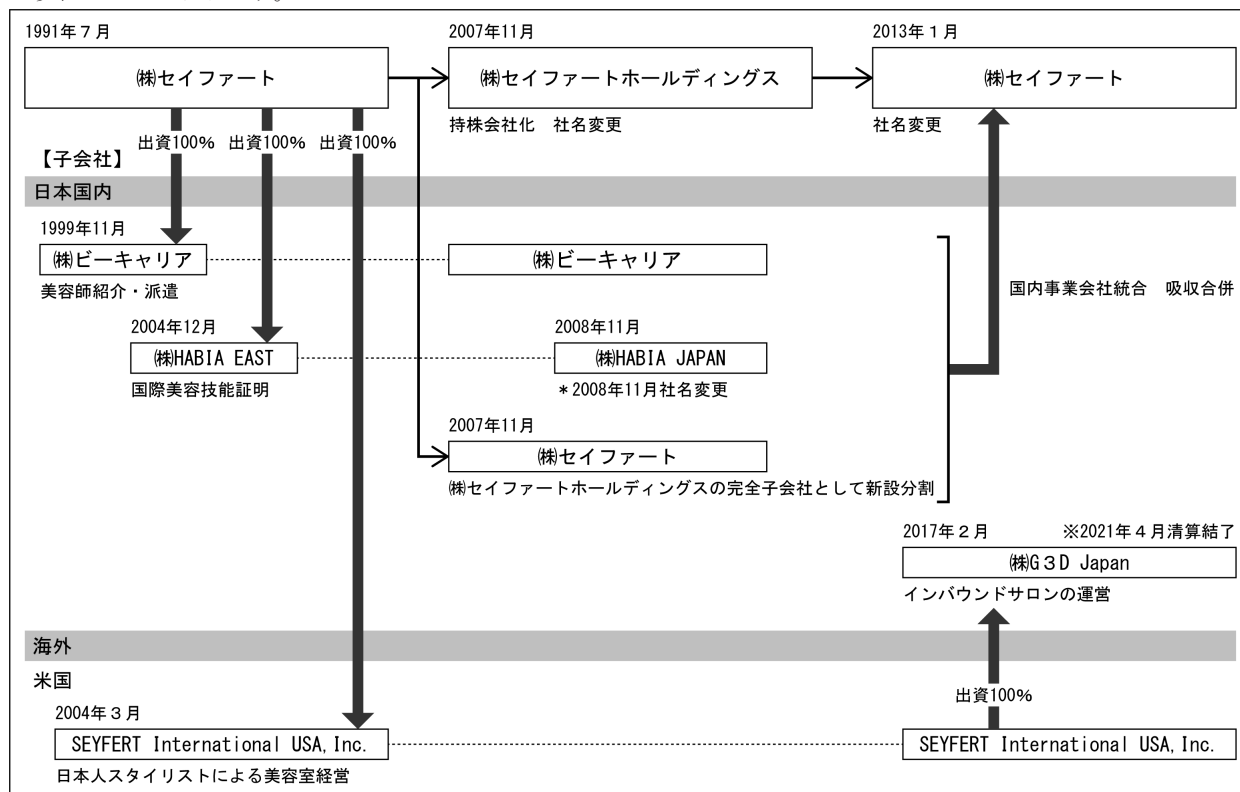 1991年7月
2007年11月
2013年1月
㈱セイファート
㈱セイファートホールディングス
㈱セイファート
持株会社化　社名変更
社名変更
出資100%
出資100%
出資100%
【子会社】
日本国内
1999年11月
㈱ビーキャリア
㈱ビーキャリア
美容師紹介・派遣
国内事業会社統合　吸収合併
2004年12月
2008年11月
㈱HABIA EAST
㈱HABIA JAPAN
国際美容技能証明
＊2008年11月社名変更
2007年11月
㈱セイファート
㈱セイファートホールディングスの完全子会社として新設分割
2017年2月
※2021年4月清算結了
㈱G3D Japan
インバウンドサロンの運営
海外
米国
出資100%
2004年3月
SEYFERT International USA,Inc.
SEYFERT International USA,Inc.
日本人スタイリストによる美容室経営